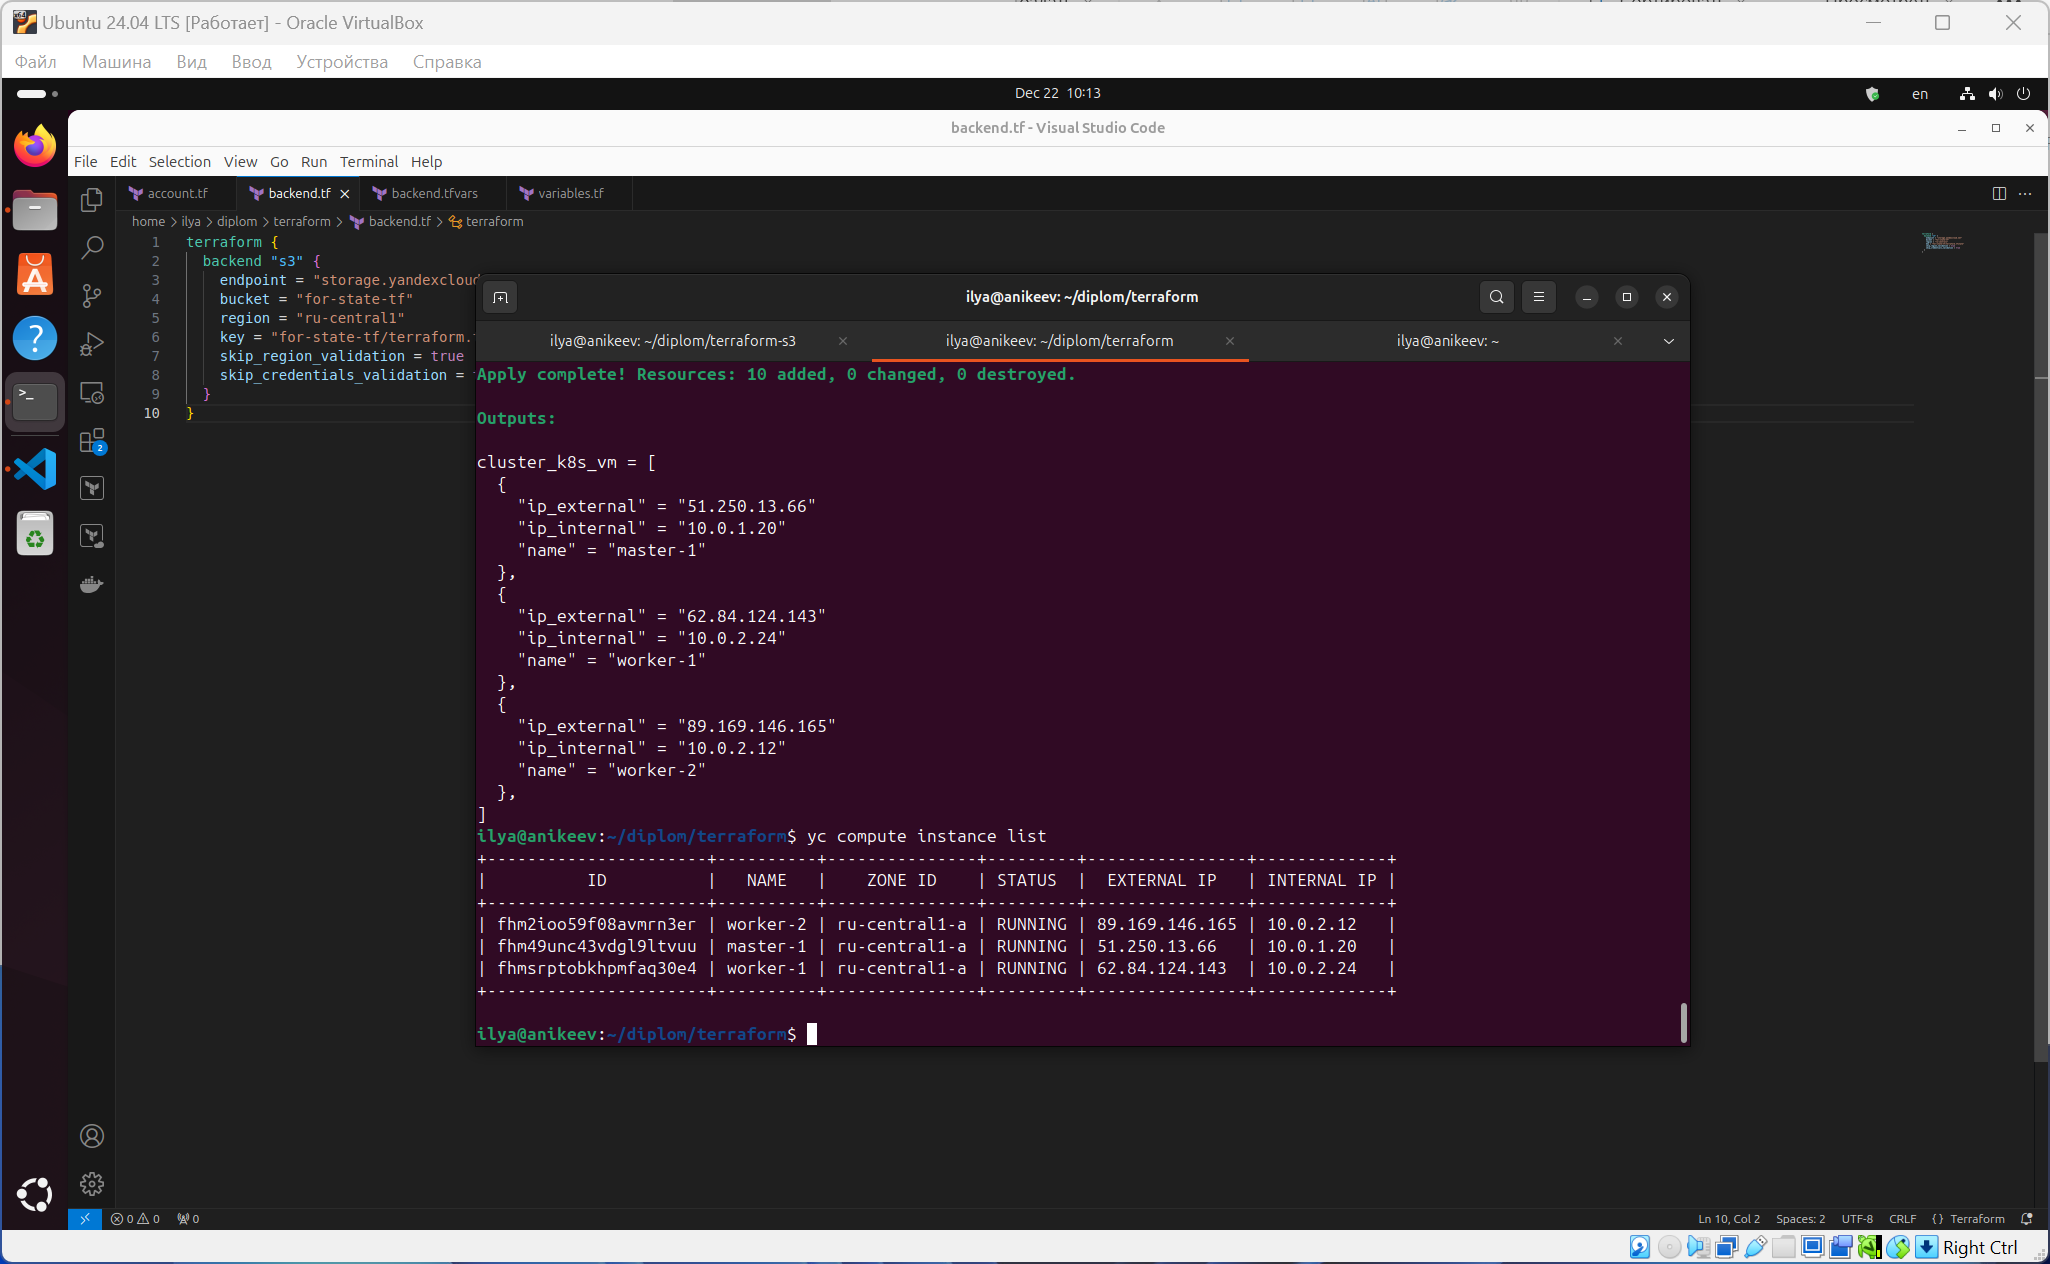 Ubuntu 24.04 LTS [Работает] - Oracle VirtualBox
Файл Машина Вид Ввод Устройства Справка
Dec 22 10:13
en
backend.tf - Visual Studio Code
File Edit Selection View Go Run Terminal Help
account.tf backend.tf backend.tfvars variables.tf
home > ilya > diplom > terraform > backend.tf > terraform
1 terraform {
2 backend "s3" {
3 endpoint = "storage.yandexcloud
4 bucket = "for-state-tf"
5 region = "ru-central1"
6 key = "for-state-tf/terraform.
7 skip_region_validation = true
8 skip_credentials_validation =
9 }
10 }
ilya@anikeev: ~/diplom/terraform
ilya@anikeev: ~/diplom/terraform-s3
ilya@anikeev: ~/diplom/terraform
ilya@anikeev: ~
Apply complete! Resources: 10 added, 0 changed, 0 destroyed.
Outputs:
cluster_k8s_vm = [
{
"ip_external" = "51.250.13.66"
"ip_internal" = "10.0.1.20"
"name" = "master-1"
},
{
"ip_external" = "62.84.124.143"
"ip_internal" = "10.0.2.24"
"name" = "worker-1"
},
{
"ip_external" = "89.169.146.165"
"ip_internal" = "10.0.2.12"
"name" = "worker-2"
},
]
ilya@anikeev:~/diplom/terraform$ yc compute instance list
+----------------------+----------+---------------+---------+----------------+-------------+
| ID | NAME | ZONE ID | STATUS | EXTERNAL IP | INTERNAL IP |
+----------------------+----------+---------------+---------+----------------+-------------+
| fhm2ioo59f08avmrn3er | worker-2 | ru-central1-a | RUNNING | 89.169.146.165 | 10.0.2.12 |
| fhm49unc43vdgl9ltvuu | master-1 | ru-central1-a | RUNNING | 51.250.13.66 | 10.0.1.20 |
| fhmsrptobkhpmfaq30e4 | worker-1 | ru-central1-a | RUNNING | 62.84.124.143 | 10.0.2.24 |
+----------------------+----------+---------------+---------+----------------+-------------+
ilya@anikeev:~/diplom/terraform$
2
0 0 0
Ln 10, Col 2 Spaces: 2 UTF-8 CRLF {} Terraform
Right Ctrl